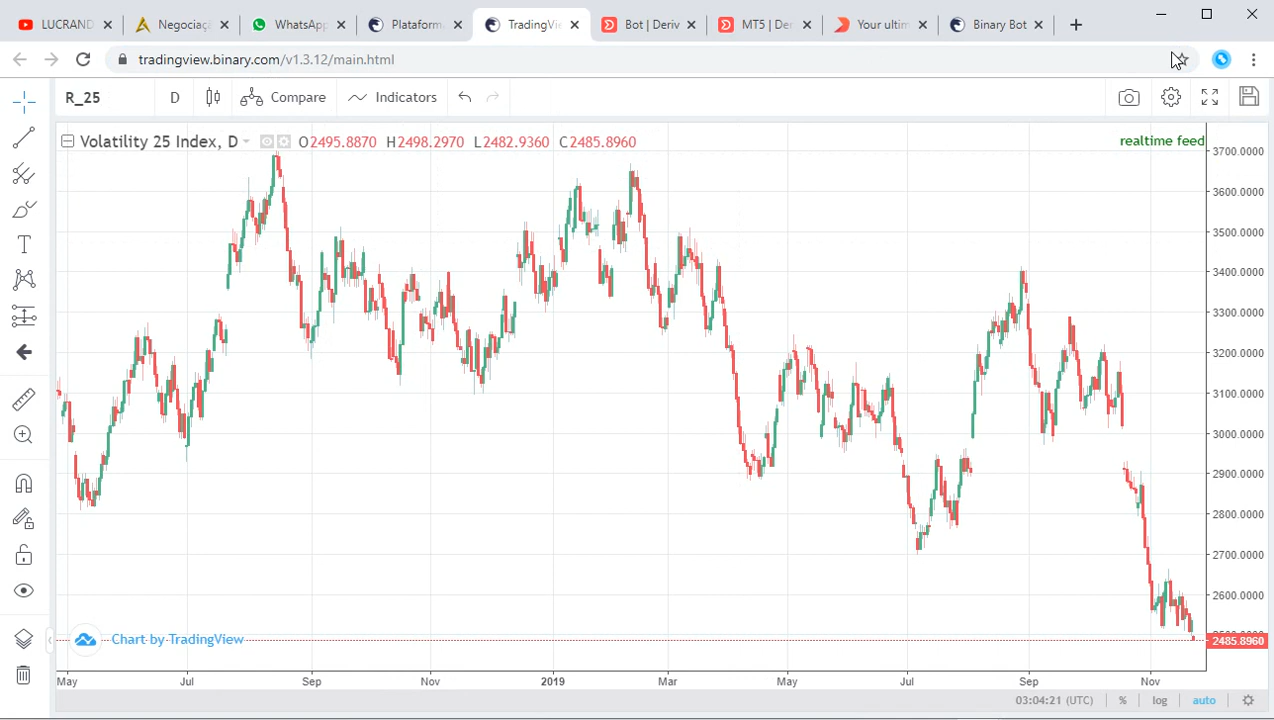 LUCRAND
Negociaçã
WhatsApp
Plataform
TradingVi
Bot | Deriv
MT5 | De
Your ultim
Binary Bot
tradingview.binary.com/v1.3.12/main.html
R_25
D
Compare
Indicators
Volatility 25 Index, D
O2495.8870 H2498.2970 L2482.9360 C2485.8960
realtime feed
3700.0000
3600.0000
3500.0000
3400.0000
3300.0000
3200.0000
3100.0000
3000.0000
2900.0000
2800.0000
2700.0000
2600.0000
2485.8960
Chart by TradingView
May Jul Sep Nov 2019 Mar May Jul Sep Nov
03:04:21 (UTC) % log auto